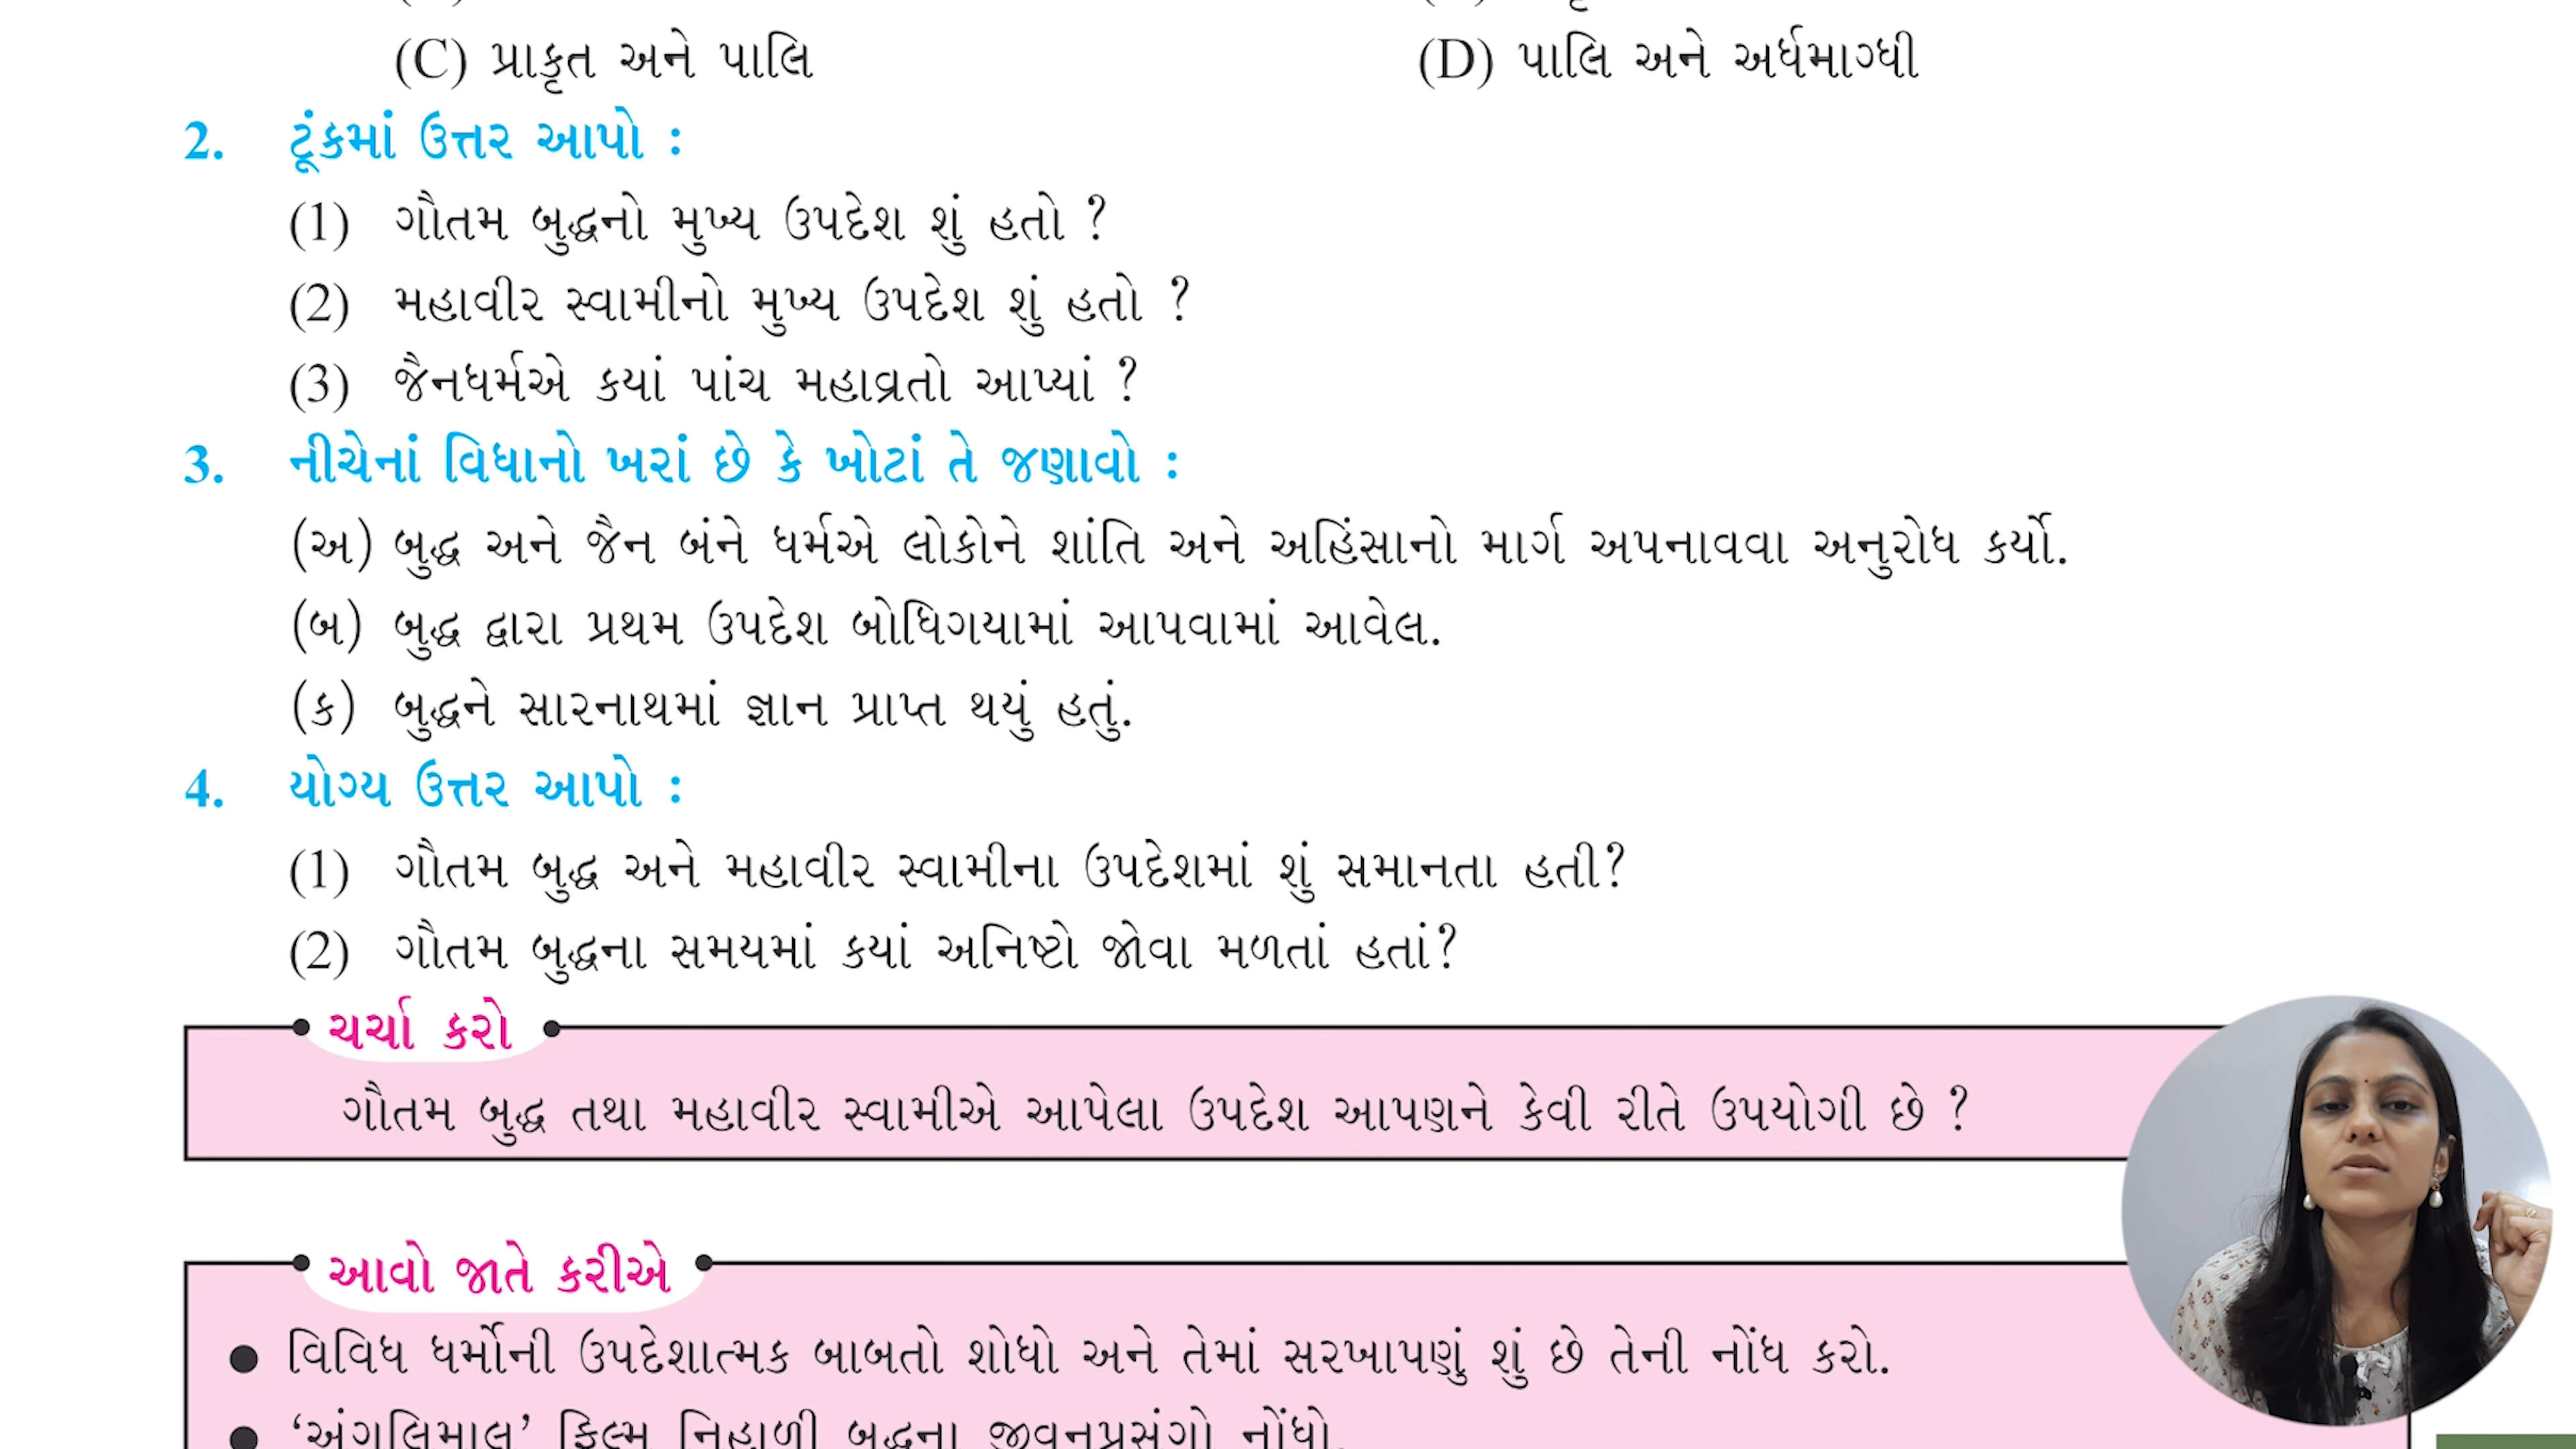 (C) પ્રાકૃત અને પાલિ (D) પાલિ અને અર્ધમાગ્ધી
2. ટૂંકમાં ઉત્તર આપો :
(1) ગૌતમ બુદ્ધનો મુખ્ય ઉપદેશ શું હતો ?
(2) મહાવીર સ્વામીનો મુખ્ય ઉપદેશ શું હતો ?
(3) જૈનધર્મએ કયાં પાંચ મહાવ્રતો આપ્યાં ?
3. નીચેનાં વિધાનો ખરાં છે કે ખોટાં તે જણાવો :
(અ) બુદ્ધ અને જૈન બંને ધર્મએ લોકોને શાંતિ અને અહિંસાનો માર્ગ અપનાવવા અનુરોધ કર્યો.
(બ) બુદ્ધ દ્વારા પ્રથમ ઉપદેશ બોધિગયામાં આપવામાં આવેલ.
(ક) બુદ્ધને સારનાથમાં જ્ઞાન પ્રાપ્ત થયું હતું.
4. યોગ્ય ઉત્તર આપો :
(1) ગૌતમ બુદ્ધ અને મહાવીર સ્વામીના ઉપદેશમાં શું સમાનતા હતી?
(2) ગૌતમ બુદ્ધના સમયમાં કયાં અનિષ્ટો જોવા મળતાં હતાં?
ચર્ચા કરો
ગૌતમ બુદ્ધ તથા મહાવીર સ્વામીએ આપેલા ઉપદેશ આપણને કેવી રીતે ઉપયોગી છે ?
આવો જાતે કરીએ
● વિવિધ ધર્મોની ઉપદેશાત્મક બાબતો શોધો અને તેમાં સરખાપણું શું છે તેની નોંધ કરો.
● ‘અંગુલિમાલ’ ફિલ્મ નિહાળી બુદ્ધના જીવનપ્રસંગો નોંધો.